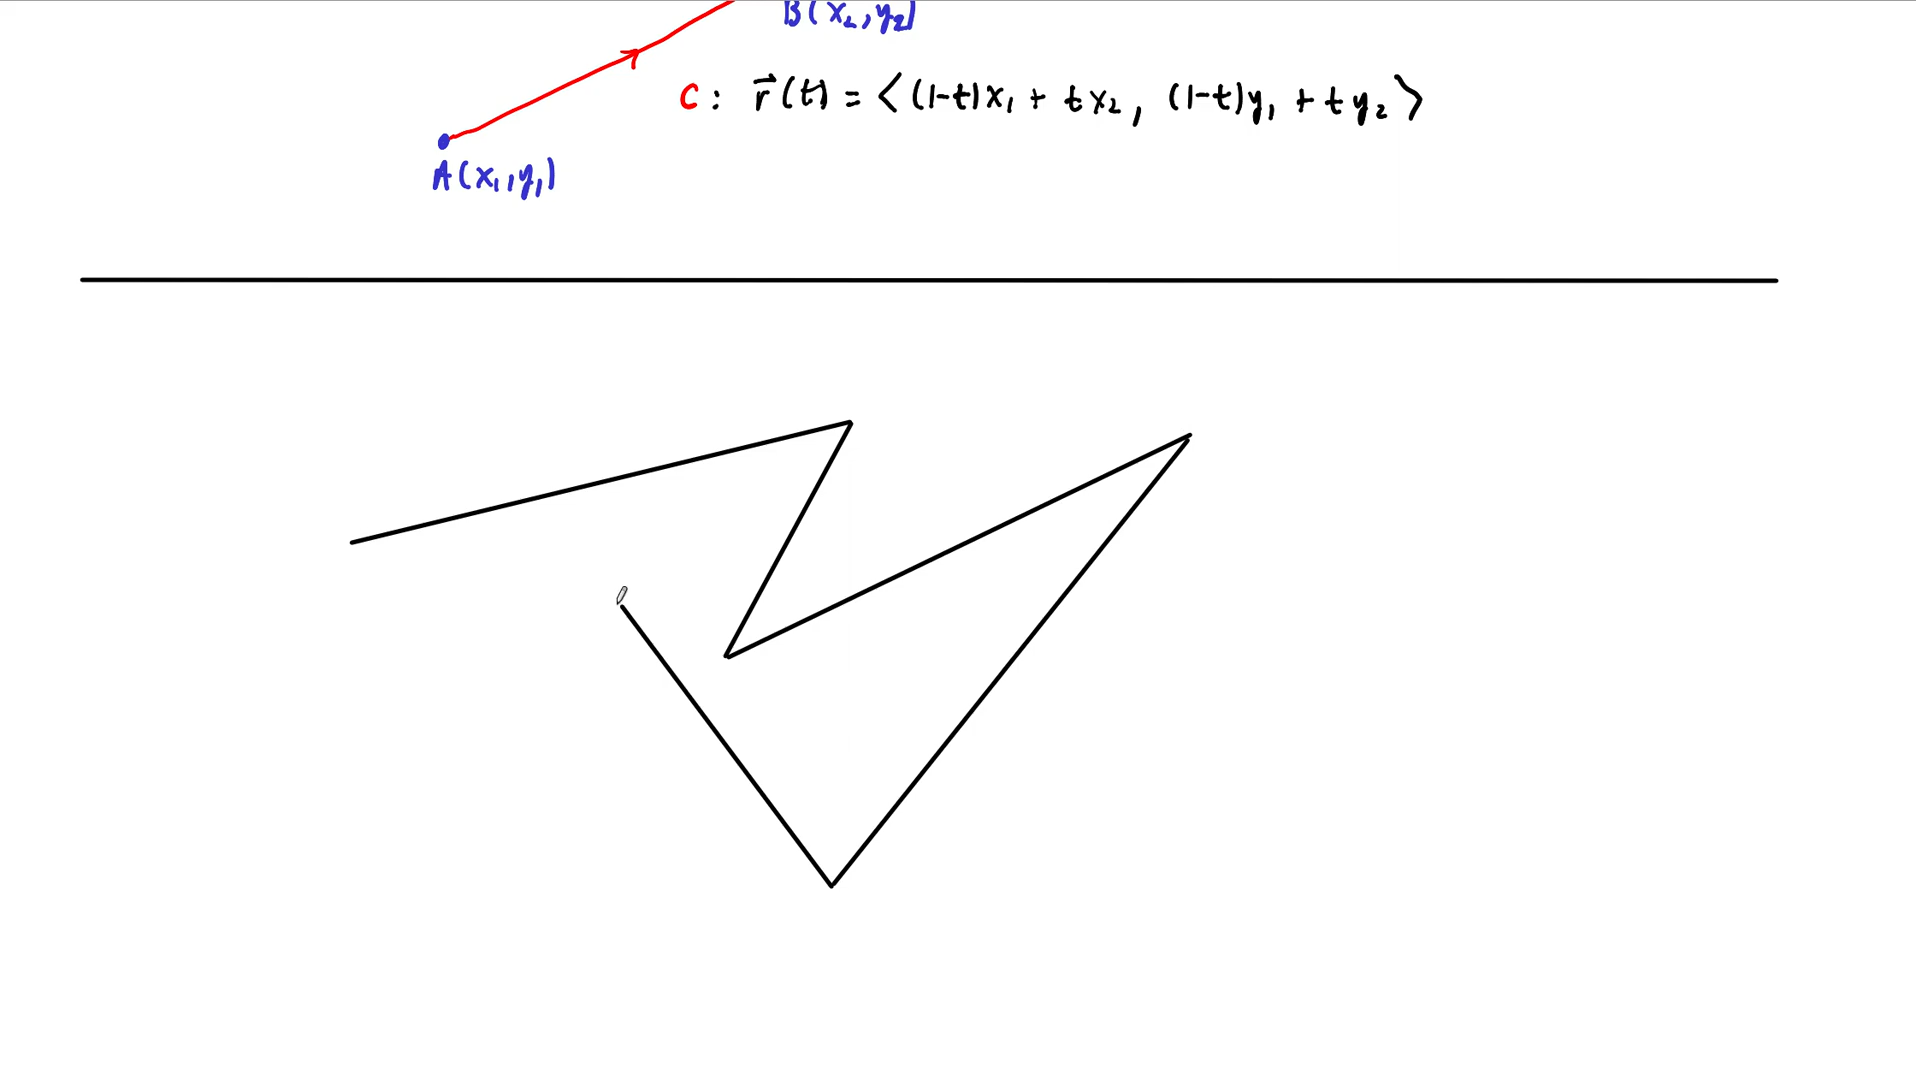 B(x₂,y₂)
C: r⃗(t) = <(1-t)x₁ + tx₂, (1-t)y₁ + ty₂>
A(x₁,y₁)